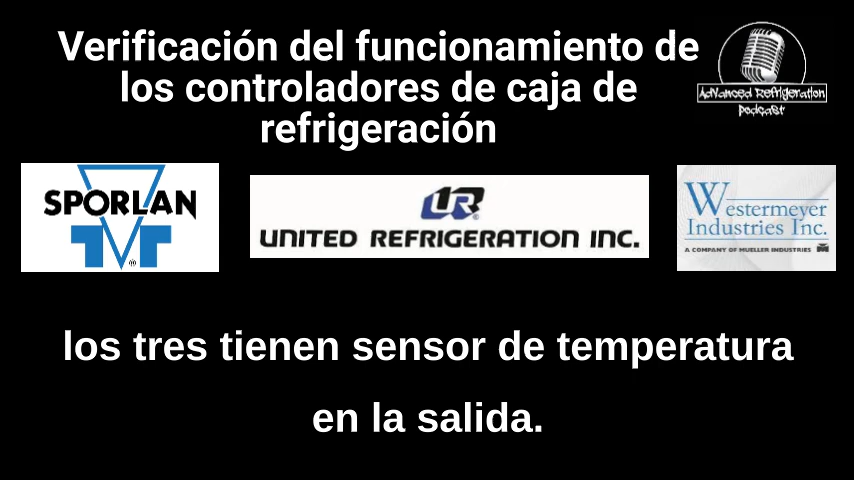 Verificación del funcionamiento de
los controladores de caja de
refrigeración
Advanced Refrigeration
Podcast
SPORLAN
UR
UNITED REFRIGERATION INC.
Westermeyer
Industries Inc.
A COMPANY OF MUELLER INDUSTRIES
los tres tienen sensor de temperatura
en la salida.